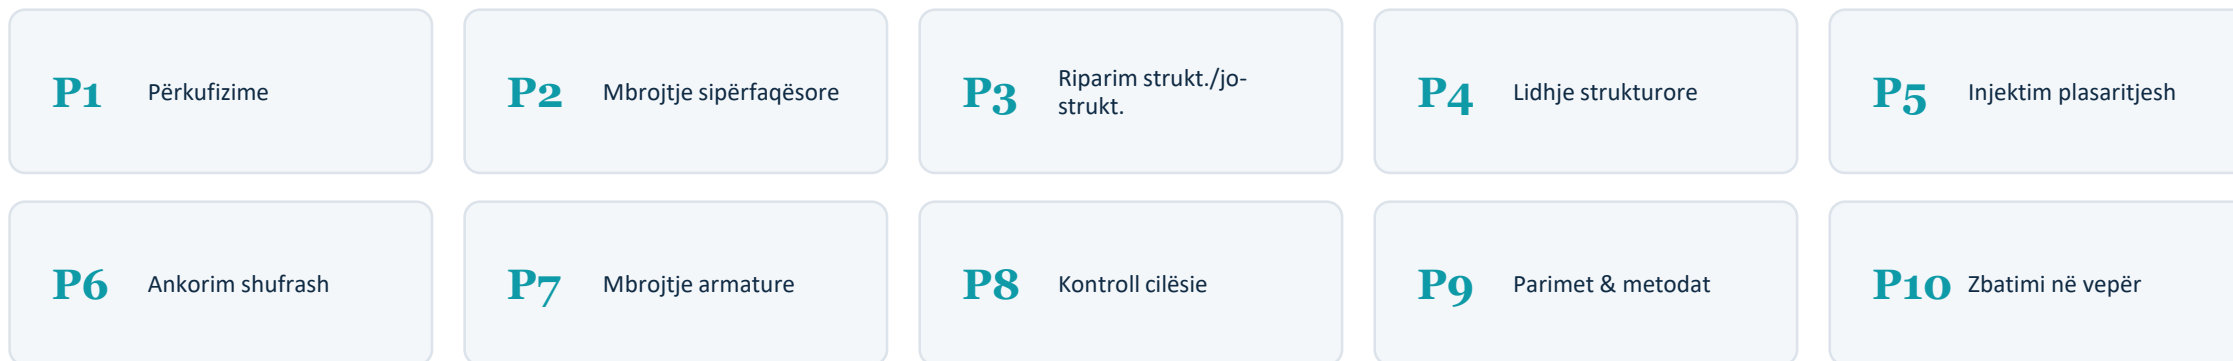 P1 Përkufizime
P2 Mbrojtje sipërfaqësore
P3 Riparim strukt./jo-
strukt.
P4 Lidhje strukturore
P5 Injektim plasaritjesh
P6 Ankorim shufrash
P7 Mbrojtje armature
P8 Kontroll cilësie
P9 Parimet & metodat
P10 Zbatimi në vepër